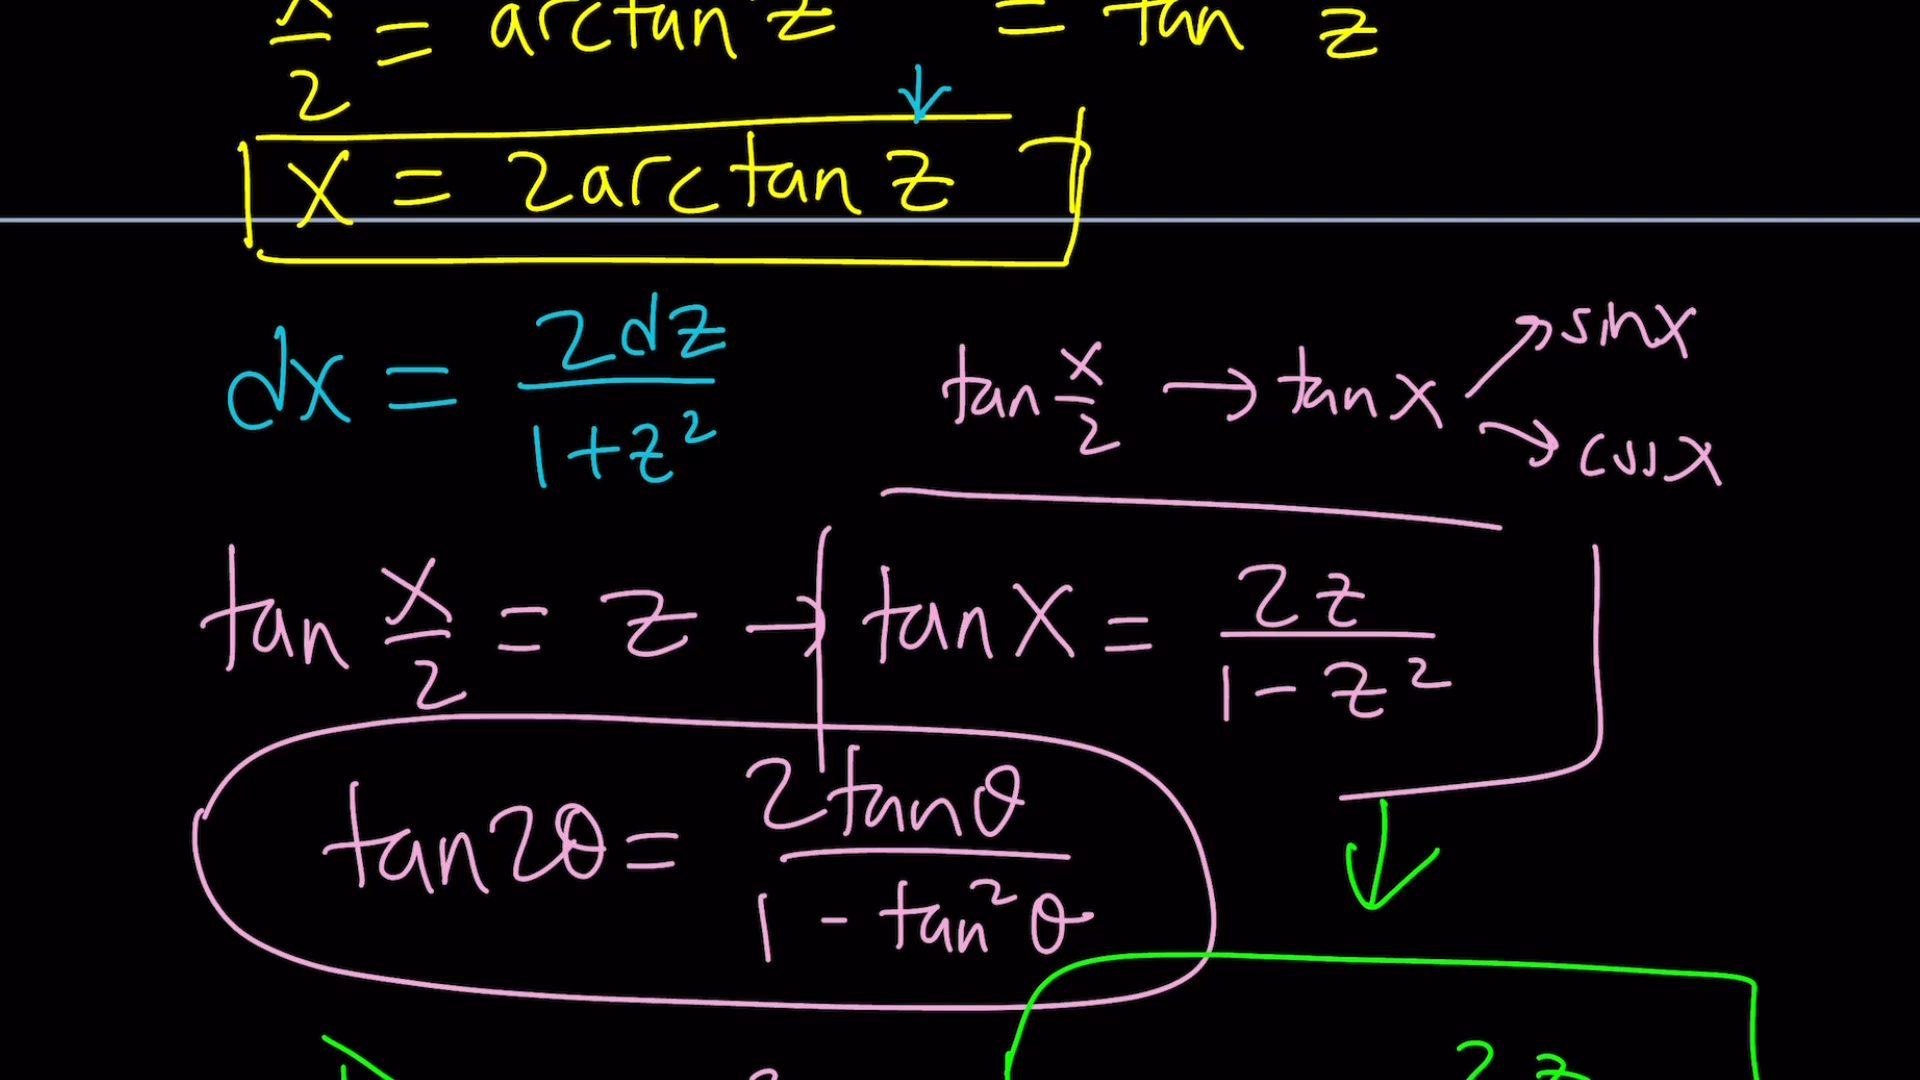 x/2 = arctan z = tan z
x = 2arctan z
dx = 2dz/(1+z²)
tan x/2 → tan x → sin x
→ cos x
tan x/2 = z → tan x = 2z/(1-z²)
tan2θ = 2tanθ/(1 - tan²θ)
2z